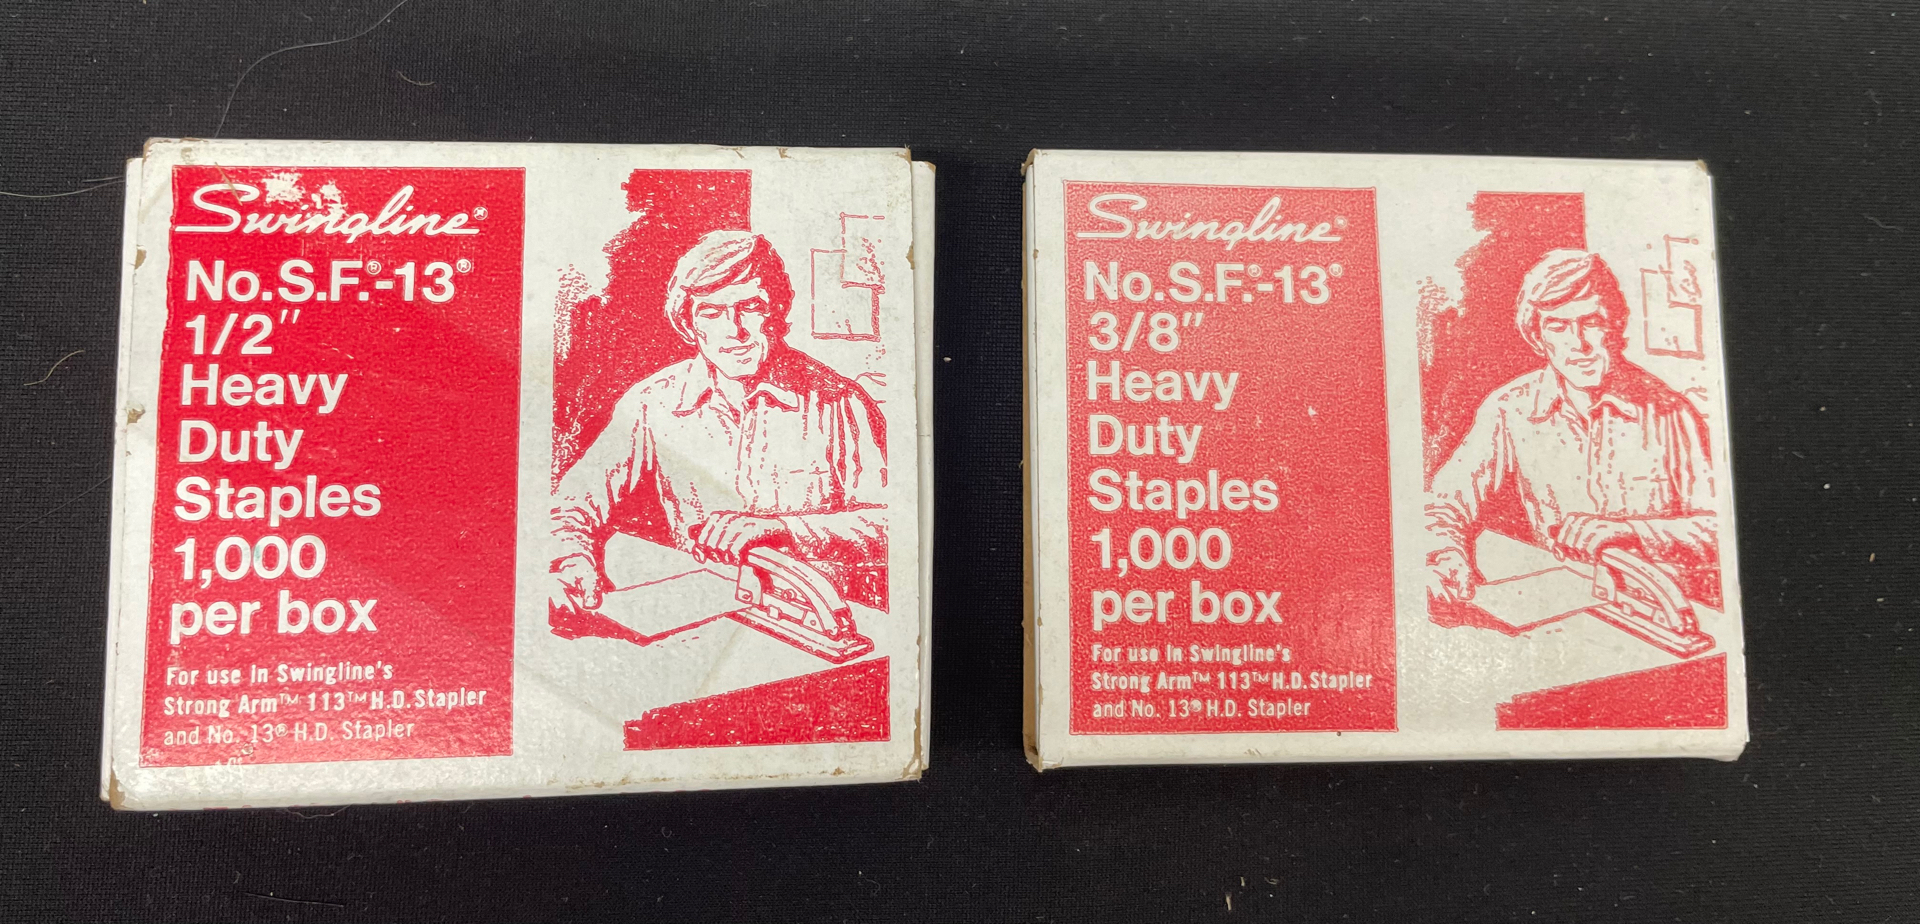 Swingline®
No.S.F.®-13®
1/2"
Heavy
Duty
Staples
1,000
per box
For use in Swingline's
Strong Arm™ 113™ H.D. Stapler
and No. 13® H.D. Stapler
Swingline®
No.S.F.®-13®
3/8"
Heavy
Duty
Staples
1,000
per box
For use in Swingline's
Strong Arm™ 113™ H.D. Stapler
and No. 13® H.D. Stapler